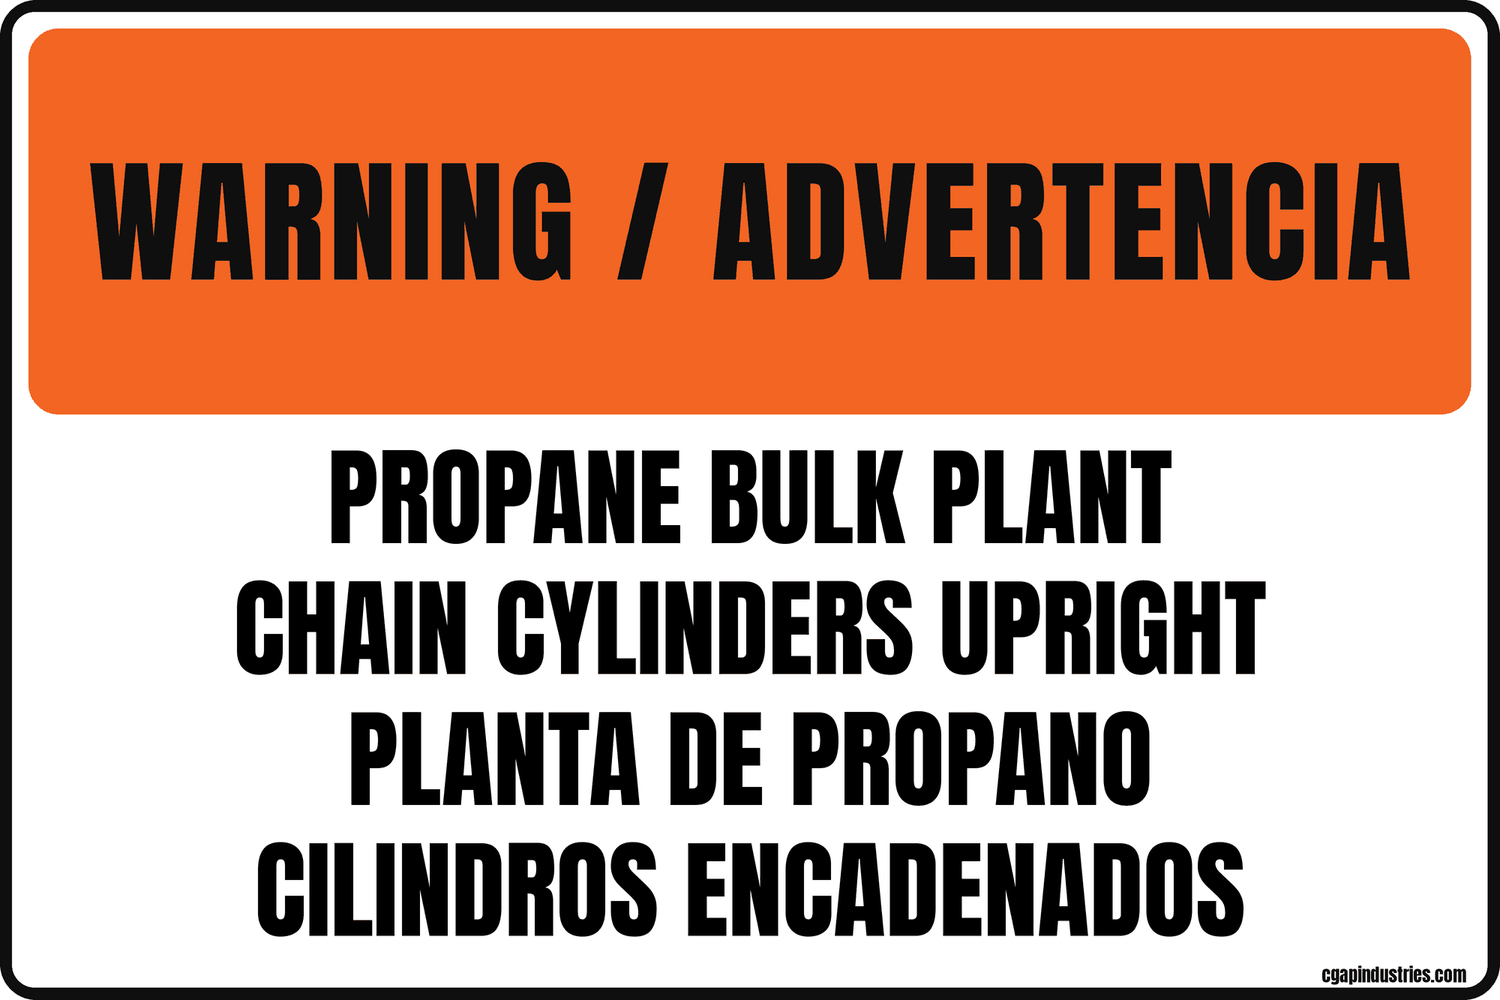 WARNING / ADVERTENCIA
PROPANE BULK PLANT
CHAIN CYLINDERS UPRIGHT
PLANTA DE PROPANO
CILINDROS ENCADENADOS
cgapindustries.com